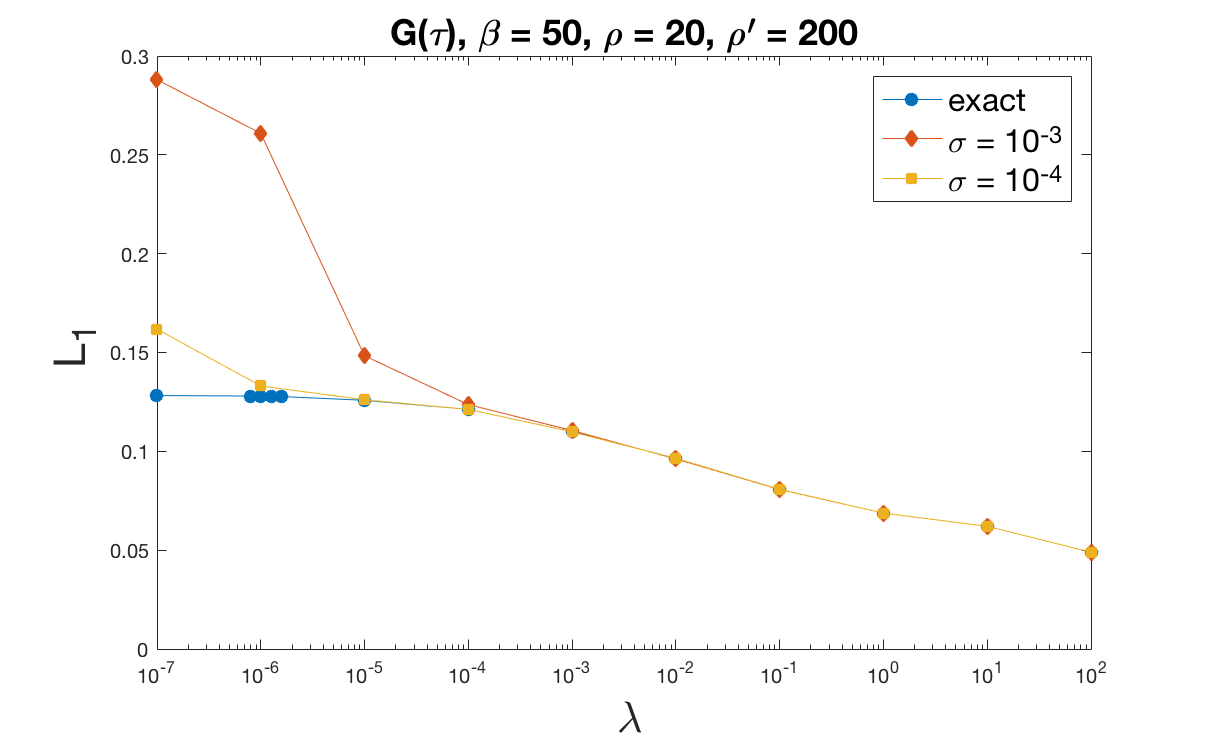 G(τ), β = 50, ρ = 20, ρ′ = 200
exact
σ = 10⁻³
σ = 10⁻⁴
L₁
0.3
0.25
0.2
0.15
0.1
0.05
0
10⁻⁷ 10⁻⁶ 10⁻⁵ 10⁻⁴ 10⁻³ 10⁻² 10⁻¹ 10⁰ 10¹ 10²
λ